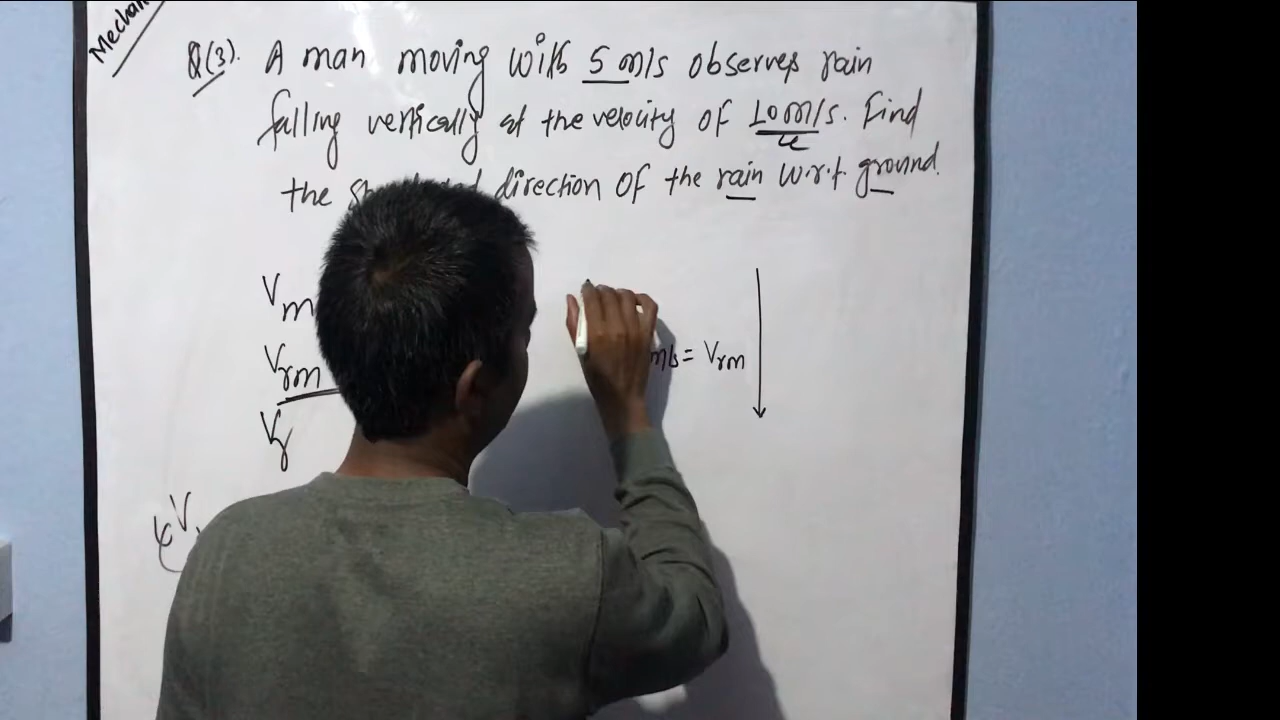 Mechan
Q(3). A man moving with 5 m/s observes rain
falling vertically at the velocity of 10 m/s. Find
the direction of the rain w.r.t. ground.
Vm
Vrm
m/s = Vrm
Vr